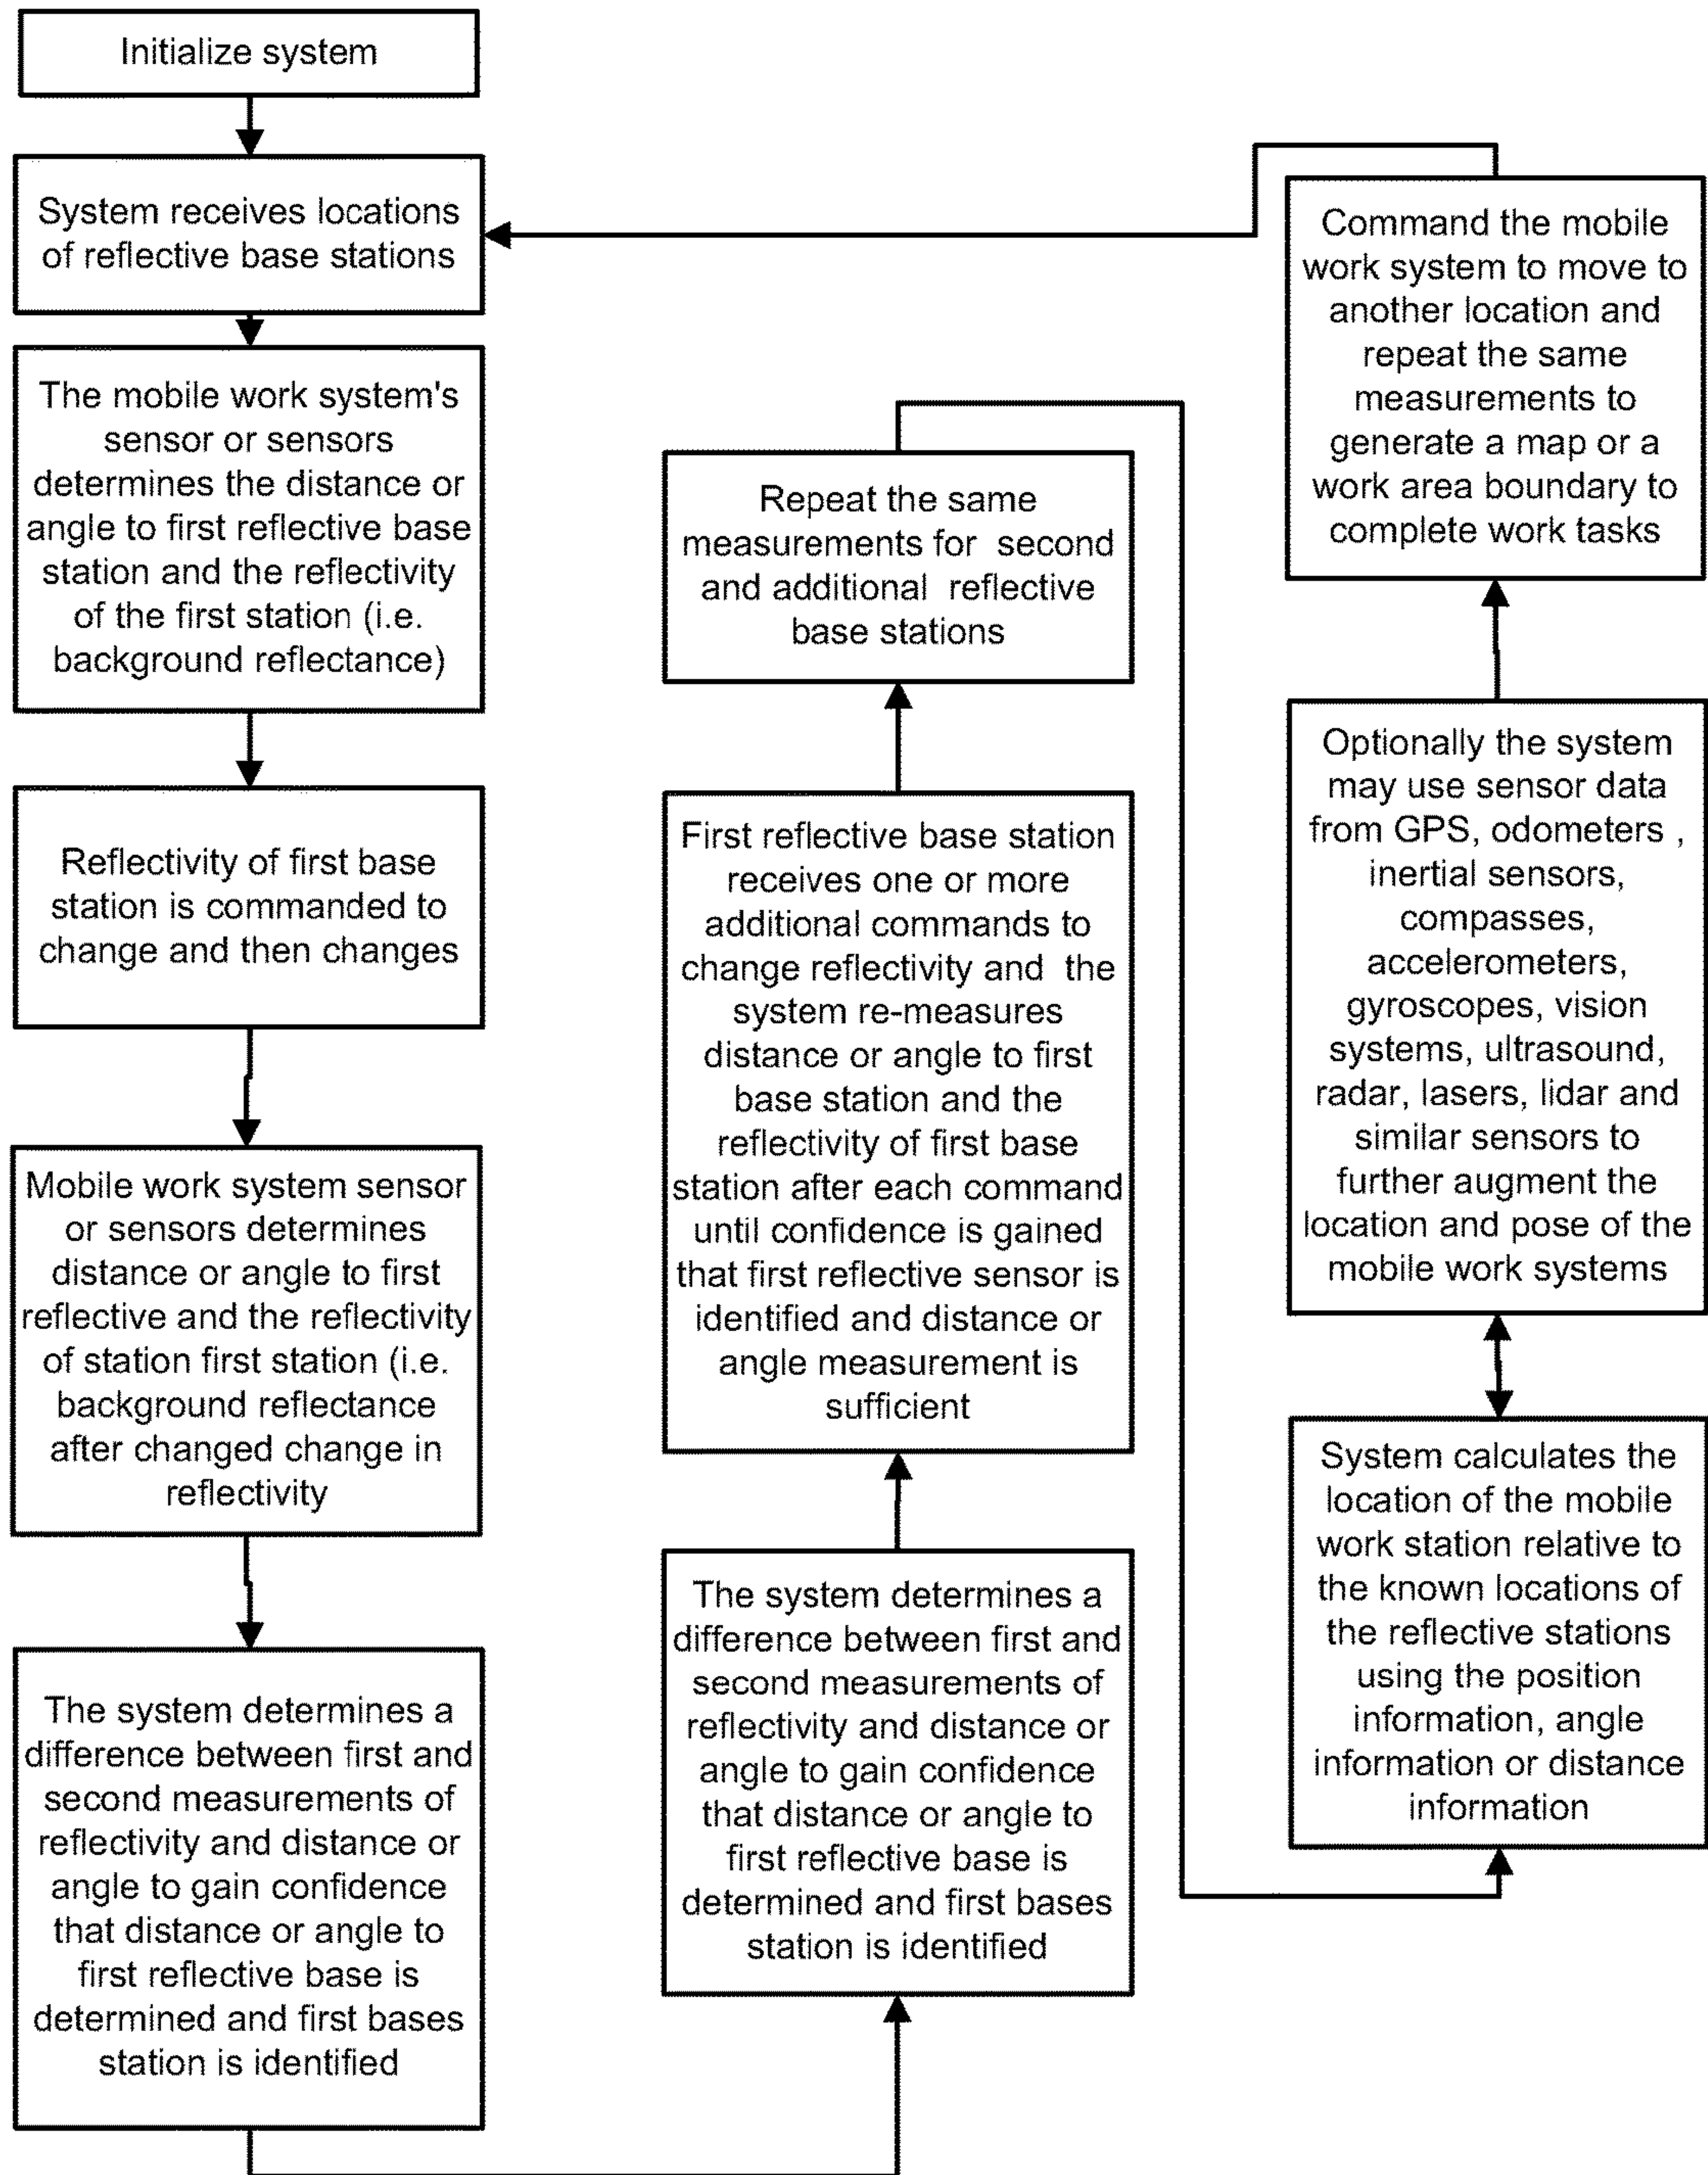 Initialize system
System receives locations
of reflective base stations
The mobile work system's
sensor or sensors
determines the distance or
angle to first reflective base
station and the reflectivity
of the first station (i.e.
background reflectance)
Reflectivity of first base
station is commanded to
change and then changes
Mobile work system sensor
or sensors determines
distance or angle to first
reflective and the reflectivity
of station first station (i.e.
background reflectance
after changed change in
reflectivity
The system determines a
difference between first and
second measurements of
reflectivity and distance or
angle to gain confidence
that distance or angle to
first reflective base is
determined and first bases
station is identified
The system determines a
difference between first and
second measurements of
reflectivity and distance or
angle to gain confidence
that distance or angle to
first reflective base is
determined and first bases
station is identified
First reflective base station
receives one or more
additional commands to
change reflectivity and the
system re-measures
distance or angle to first
base station and the
reflectivity of first base
station after each command
until confidence is gained
that first reflective sensor is
identified and distance or
angle measurement is
sufficient
Repeat the same
measurements for second
and additional reflective
base stations
System calculates the
location of the mobile
work station relative to
the known locations of
the reflective stations
using the position
information, angle
information or distance
information
Optionally the system
may use sensor data
from GPS, odometers ,
inertial sensors,
compasses,
accelerometers,
gyroscopes, vision
systems, ultrasound,
radar, lasers, lidar and
similar sensors to
further augment the
location and pose of the
mobile work systems
Command the mobile
work system to move to
another location and
repeat the same
measurements to
generate a map or a
work area boundary to
complete work tasks